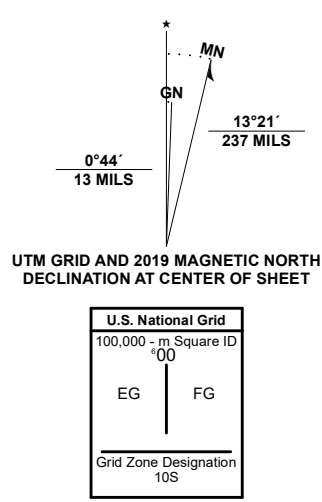 ★
MN
GN
13°21´
237 MILS
0°44´
13 MILS
UTM GRID AND 2019 MAGNETIC NORTH
DECLINATION AT CENTER OF SHEET
U.S. National Grid
100,000 - m Square ID
⁶00
EG FG
Grid Zone Designation
10S